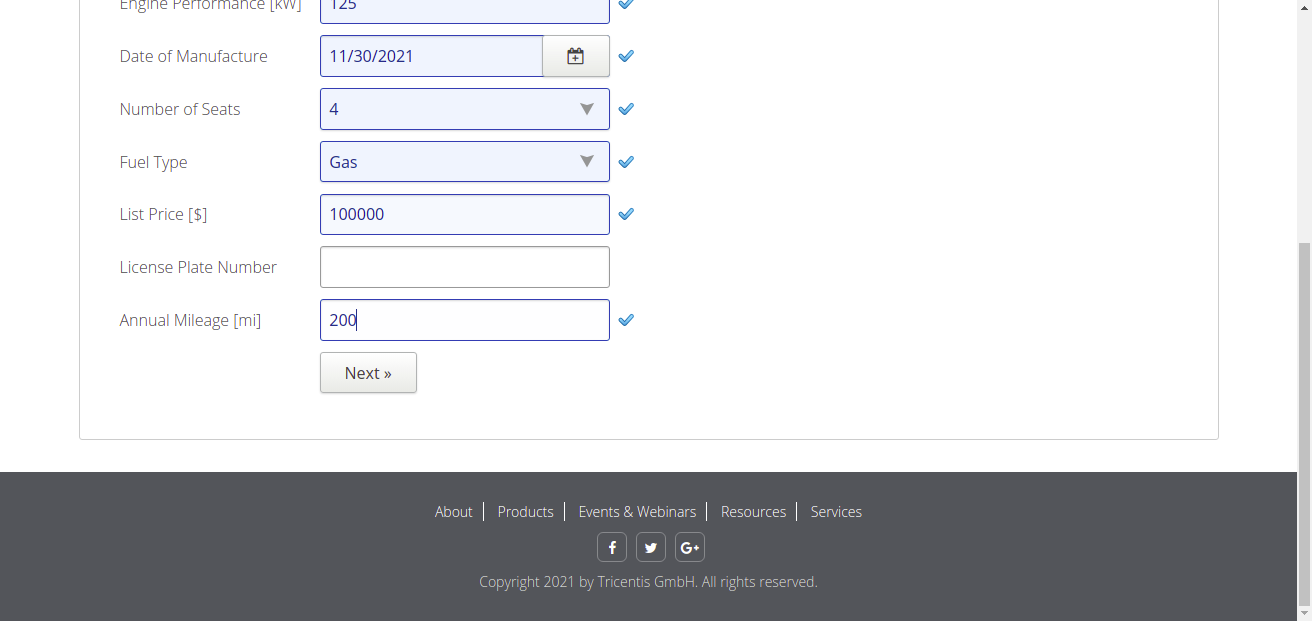 Engine Performance [kW] 125
Date of Manufacture 11/30/2021
Number of Seats 4
Fuel Type Gas
List Price [$] 100000
License Plate Number
Annual Mileage [mi] 200
Next »
About Products Events & Webinars Resources Services
f G+
Copyright 2021 by Tricentis GmbH. All rights reserved.